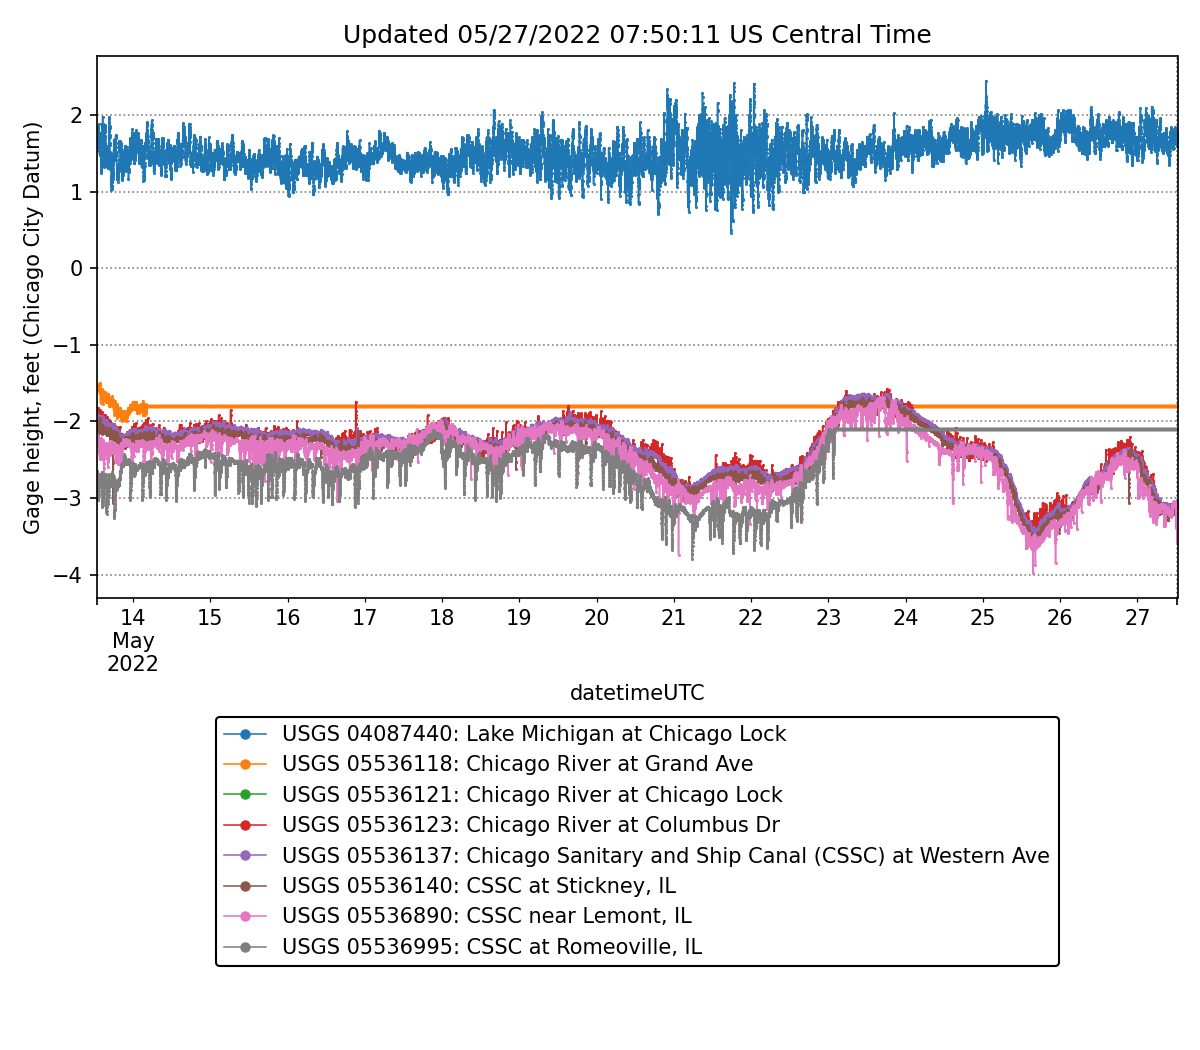 Updated 05/27/2022 07:50:11 US Central Time
Gage height, feet (Chicago City Datum)
2
1
0
−1
−2
−3
−4
14 15 16 17 18 19 20 21 22 23 24 25 26 27
May
2022
datetimeUTC
USGS 04087440: Lake Michigan at Chicago Lock
USGS 05536118: Chicago River at Grand Ave
USGS 05536121: Chicago River at Chicago Lock
USGS 05536123: Chicago River at Columbus Dr
USGS 05536137: Chicago Sanitary and Ship Canal (CSSC) at Western Ave
USGS 05536140: CSSC at Stickney, IL
USGS 05536890: CSSC near Lemont, IL
USGS 05536995: CSSC at Romeoville, IL